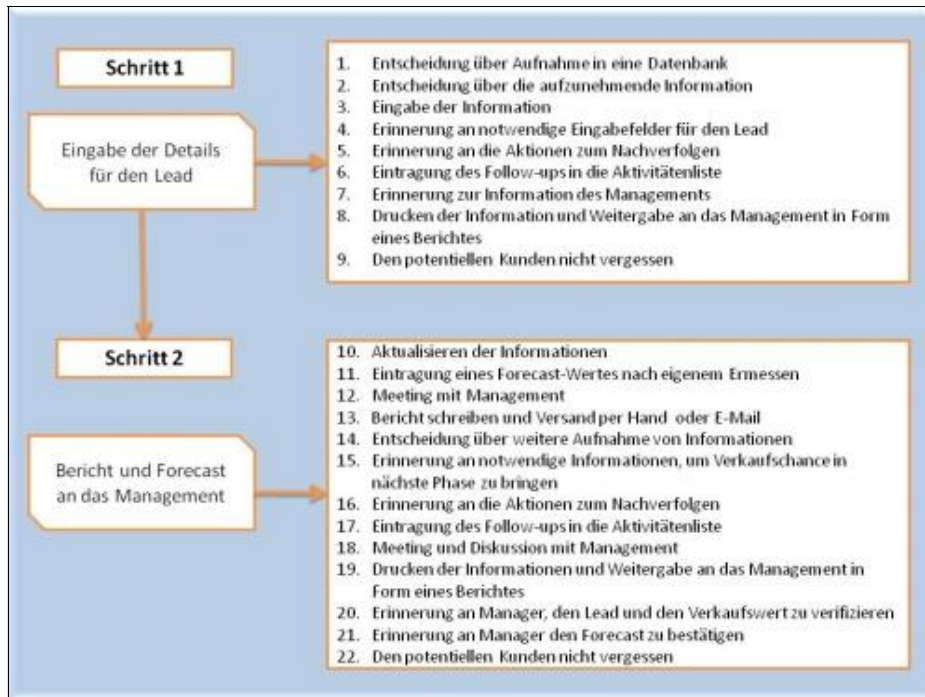 Schritt 1
Eingabe der Details
für den Lead
1. Entscheidung über Aufnahme in eine Datenbank
2. Entscheidung über die aufzunehmende Information
3. Eingabe der Information
4. Erinnerung an notwendige Eingabefelder für den Lead
5. Erinnerung an die Aktionen zum Nachverfolgen
6. Eintragung des Follow-ups in die Aktivitätenliste
7. Erinnerung zur Information des Managements
8. Drucken der Information und Weitergabe an das Management in Form
eines Berichtes
9. Den potentiellen Kunden nicht vergessen
Schritt 2
Bericht und Forecast
an das Management
10. Aktualisieren der Informationen
11. Eintragung eines Forecast-Wertes nach eigenem Ermessen
12. Meeting mit Management
13. Bericht schreiben und Versand per Hand oder E-Mail
14. Entscheidung über weitere Aufnahme von Informationen
15. Erinnerung an notwendige Informationen, um Verkaufschance in
nächste Phase zu bringen
16. Erinnerung an die Aktionen zum Nachverfolgen
17. Eintragung des Follow-ups in die Aktivitätenliste
18. Meeting und Diskussion mit Management
19. Drucken der Informationen und Weitergabe an das Management in
Form eines Berichtes
20. Erinnerung an Manager, den Lead und den Verkaufswert zu verifizieren
21. Erinnerung an Manager den Forecast zu bestätigen
22. Den potentiellen Kunden nicht vergessen